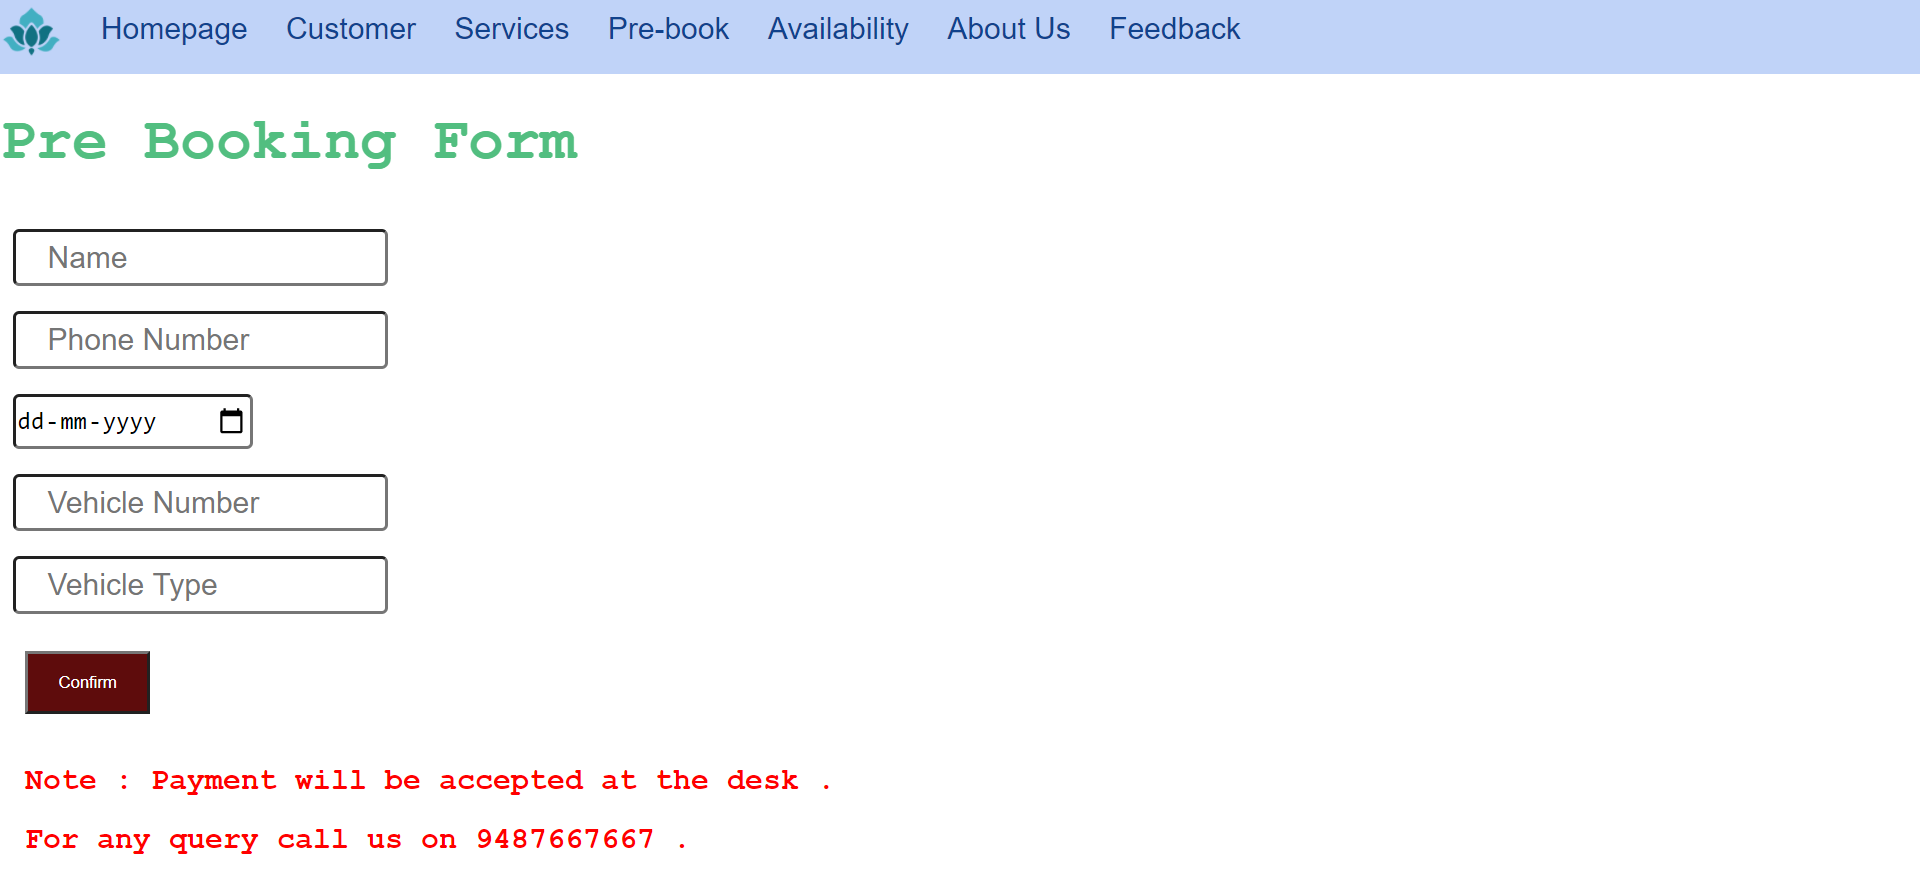 Homepage Customer Services Pre-book Availability About Us Feedback
Pre Booking Form
Name
Phone Number
dd-mm-yyyy
Vehicle Number
Vehicle Type
Confirm
Note : Payment will be accepted at the desk .
For any query call us on 9487667667 .